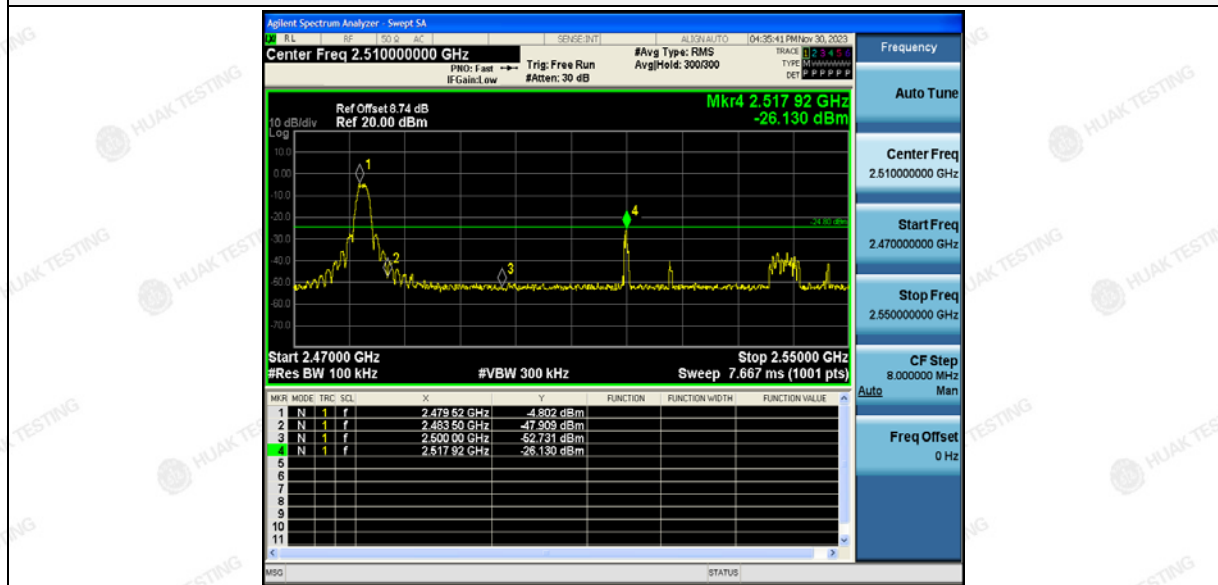 Agilent Spectrum Analyzer - Swept SA
RL RF 50 Ω AC SENSE:INT ALIGNAUTO 04:35:41 PM Nov 30, 2023
Center Freq 2.510000000 GHz
PNO: Fast
IFGain:Low
Trig: Free Run
#Atten: 30 dB
#Avg Type: RMS
Avg|Hold: 300/300
TRACE 1 2 3 4 5 6
TYPE M
DET P P P P P P
Mkr4 2.517 92 GHz
-26.130 dBm
Ref Offset 8.74 dB
10 dB/div Ref 20.00 dBm
Log
10.0
0.00
-10.0
-20.0
-30.0
-40.0
-50.0
-60.0
-70.0
1
2
3
4
-24.80 dBm
Start 2.47000 GHz Stop 2.55000 GHz
#Res BW 100 kHz #VBW 300 kHz Sweep 7.667 ms (1001 pts)
MKR MODE TRC SCL X Y FUNCTION FUNCTION WIDTH FUNCTION VALUE
1 N 1 f 2.479 52 GHz -4.802 dBm
2 N 1 f 2.483 50 GHz -47.909 dBm
3 N 1 f 2.500 00 GHz -52.731 dBm
4 N 1 f 2.517 92 GHz -26.130 dBm
5
6
7
8
9
10
11
MSG STATUS
Frequency
Auto Tune
Center Freq
2.510000000 GHz
Start Freq
2.470000000 GHz
Stop Freq
2.550000000 GHz
CF Step
8.000000 MHz
Auto Man
Freq Offset
0 Hz
HUAK TESTING
HUAK TESTING
HUAK TESTING
HUAK TESTING